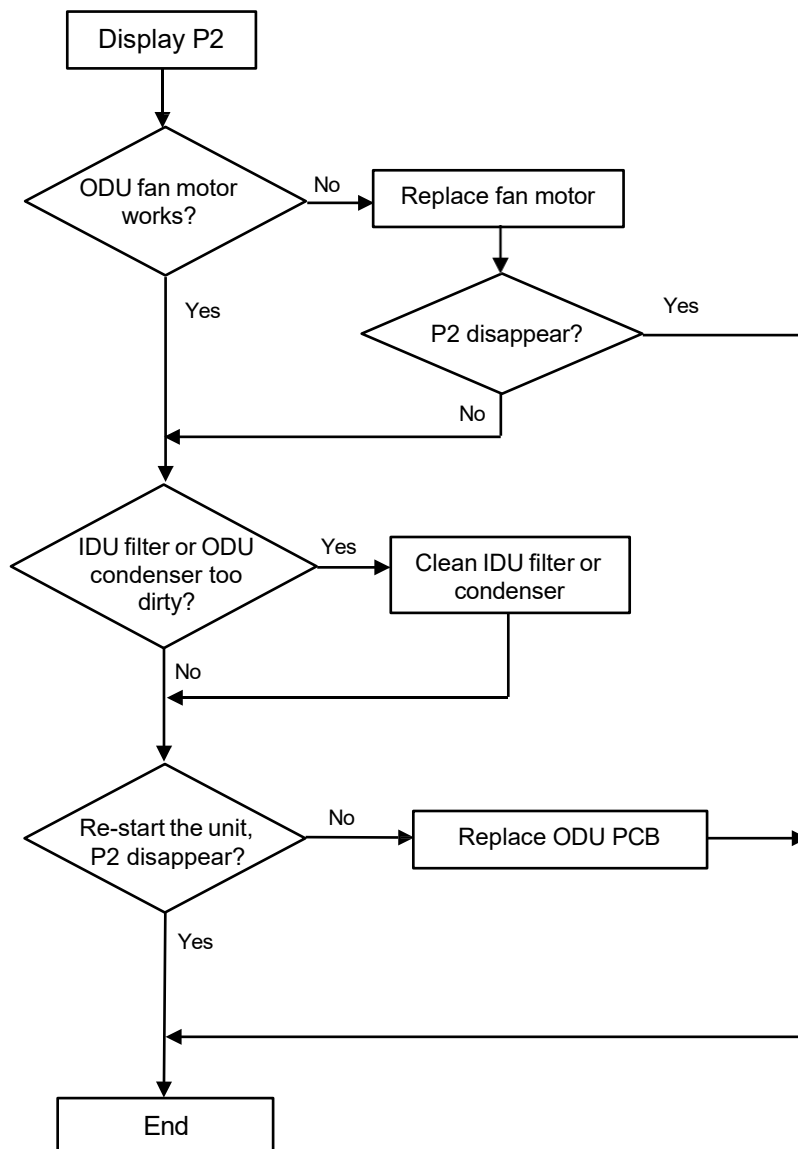 Display P2
ODU fan motor
works?
No
Replace fan motor
Yes
P2 disappear?
Yes
No
IDU filter or ODU
condenser too
dirty?
Yes
Clean IDU filter or
condenser
No
Re-start the unit,
P2 disappear?
No
Replace ODU PCB
Yes
End